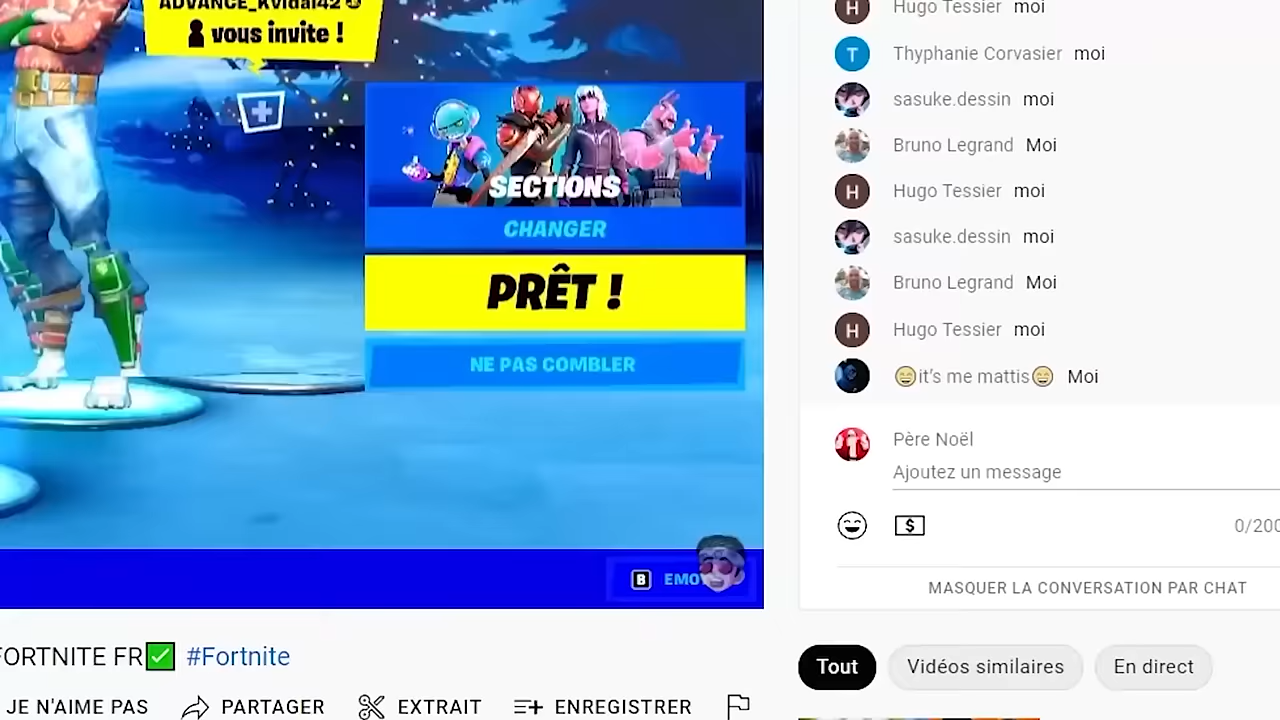 ADVANCE_Kvidal42
vous invite !
SECTIONS
CHANGER
PRÊT !
NE PAS COMBLER
B
FORTNITE FR✅ #Fortnite
JE N'AIME PAS PARTAGER EXTRAIT ENREGISTRER
H Hugo Tessier moi
T Thyphanie Corvasier moi
sasuke.dessin moi
Bruno Legrand Moi
H Hugo Tessier moi
sasuke.dessin moi
Bruno Legrand Moi
H Hugo Tessier moi
😄it's me mattis😄 Moi
Père Noël
Ajoutez un message
$ 0/200
MASQUER LA CONVERSATION PAR CHAT
Tout Vidéos similaires En direct